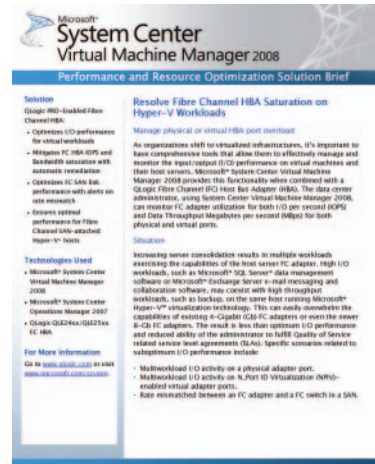 Microsoft®
System Center
Virtual Machine Manager 2008
Performance and Resource Optimization Solution Brief
Solution
QLogic PRO-Enabled Fibre
Channel HBA:
• Optimizes I/O performance
for virtual workloads
• Mitigates FC HBA IOPS and
Bandwidth saturation with
automatic remediation
• Optimizes FC SAN link
performance with alerts on
rate mismatch
• Ensures optimal
performance for Fibre
Channel SAN-attached
Hyper-V® hosts
Technologies Used
• Microsoft® System Center
Virtual Machine Manager
2008
• Microsoft® System Center
Operations Manager 2007
• QLogic QLE24xx/QLE25xx
FC HBA
For More Information
Go to www.qlogic.com or visit
Resolve Fibre Channel HBA Saturation on
Hyper-V Workloads
Manage physical or virtual HBA port overload
As organizations shift to virtualized infrastructures, it's important to
have comprehensive tools that allow them to effectively manage and
monitor the input/output (I/O) performance on virtual machines and
their host servers. Microsoft® System Center Virtual Machine
Manager 2008 provides this functionality when combined with a
QLogic Fibre Channel (FC) Host Bus Adapter (HBA). The data center
administrator, using System Center Virtual Machine Manager 2008,
can monitor FC adapter utilization for both I/O per second (IOPS)
and Data Throughput Megabytes per second (MBps) for both
physical and virtual ports.
Situation
Increasing server consolidation results in multiple workloads
exercising the capabilities of the host server FC adapter. High I/O
workloads, such as Microsoft® SQL Server® data management
software or Microsoft® Exchange Server e-mail messaging and
collaboration software, may coexist with high throughput
workloads, such as backup, on the same host running Microsoft®
Hyper-V® virtualization technology. This can easily overwhelm the
capabilities of existing 4-Gigabit (Gb) FC adapters or even the newer
8-Gb FC adapters. The result is less than optimum I/O performance
and reduced ability of the administrator to fulfill Quality of Service
related service level agreements (SLAs). Specific scenarios related to
suboptimum I/O performance include:
• Multiworkload I/O activity on a physical adapter port.
• Multiworkload I/O activity on N_Port ID Virtualization (NPIV)-
enabled virtual adapter ports.
• Rate mismatched between an FC adapter and a FC switch in a SAN.